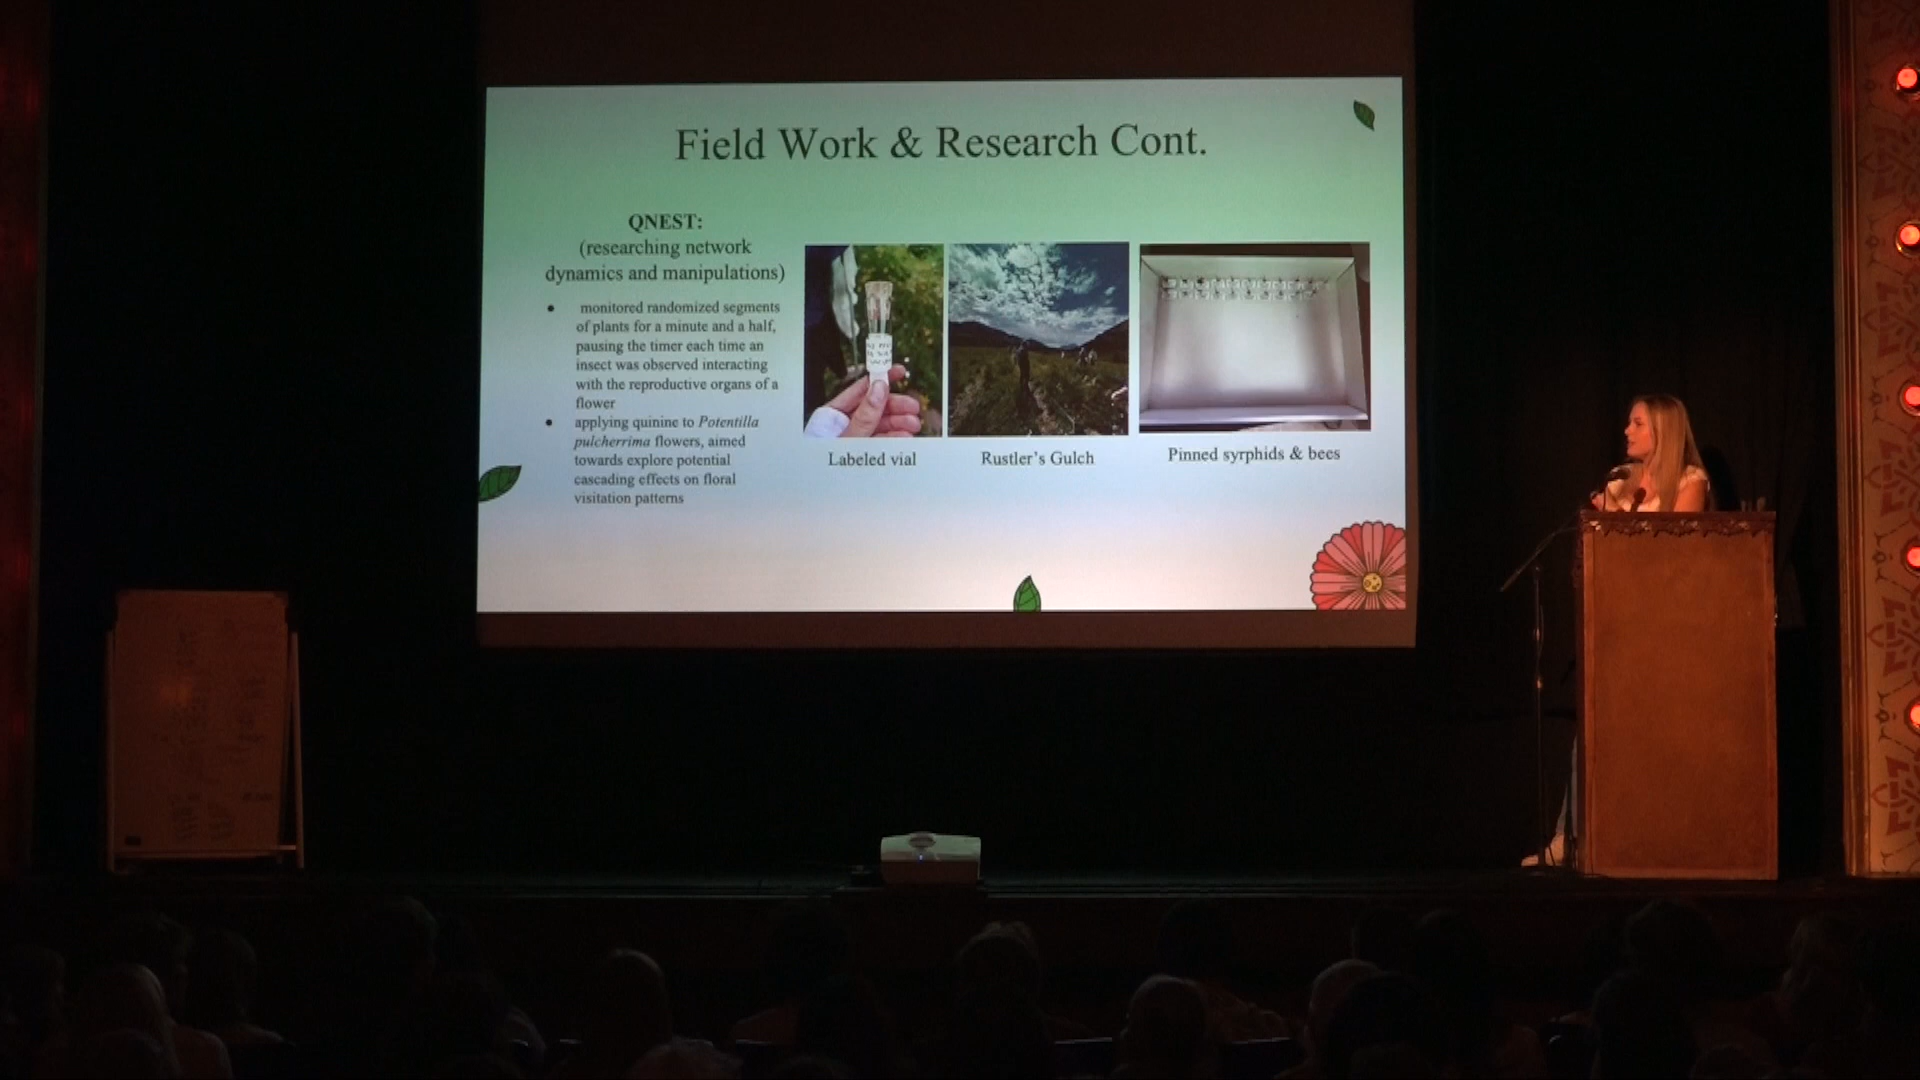 Field Work & Research Cont.
QNEST:
(researching network
dynamics and manipulations)
• monitored randomized segments
of plants for a minute and a half,
pausing the timer each time an
insect was observed interacting
with the reproductive organs of a
flower
• applying quinine to Potentilla
pulcherrima flowers, aimed
towards explore potential
cascading effects on floral
visitation patterns
Labeled vial
Rustler's Gulch
Pinned syrphids & bees